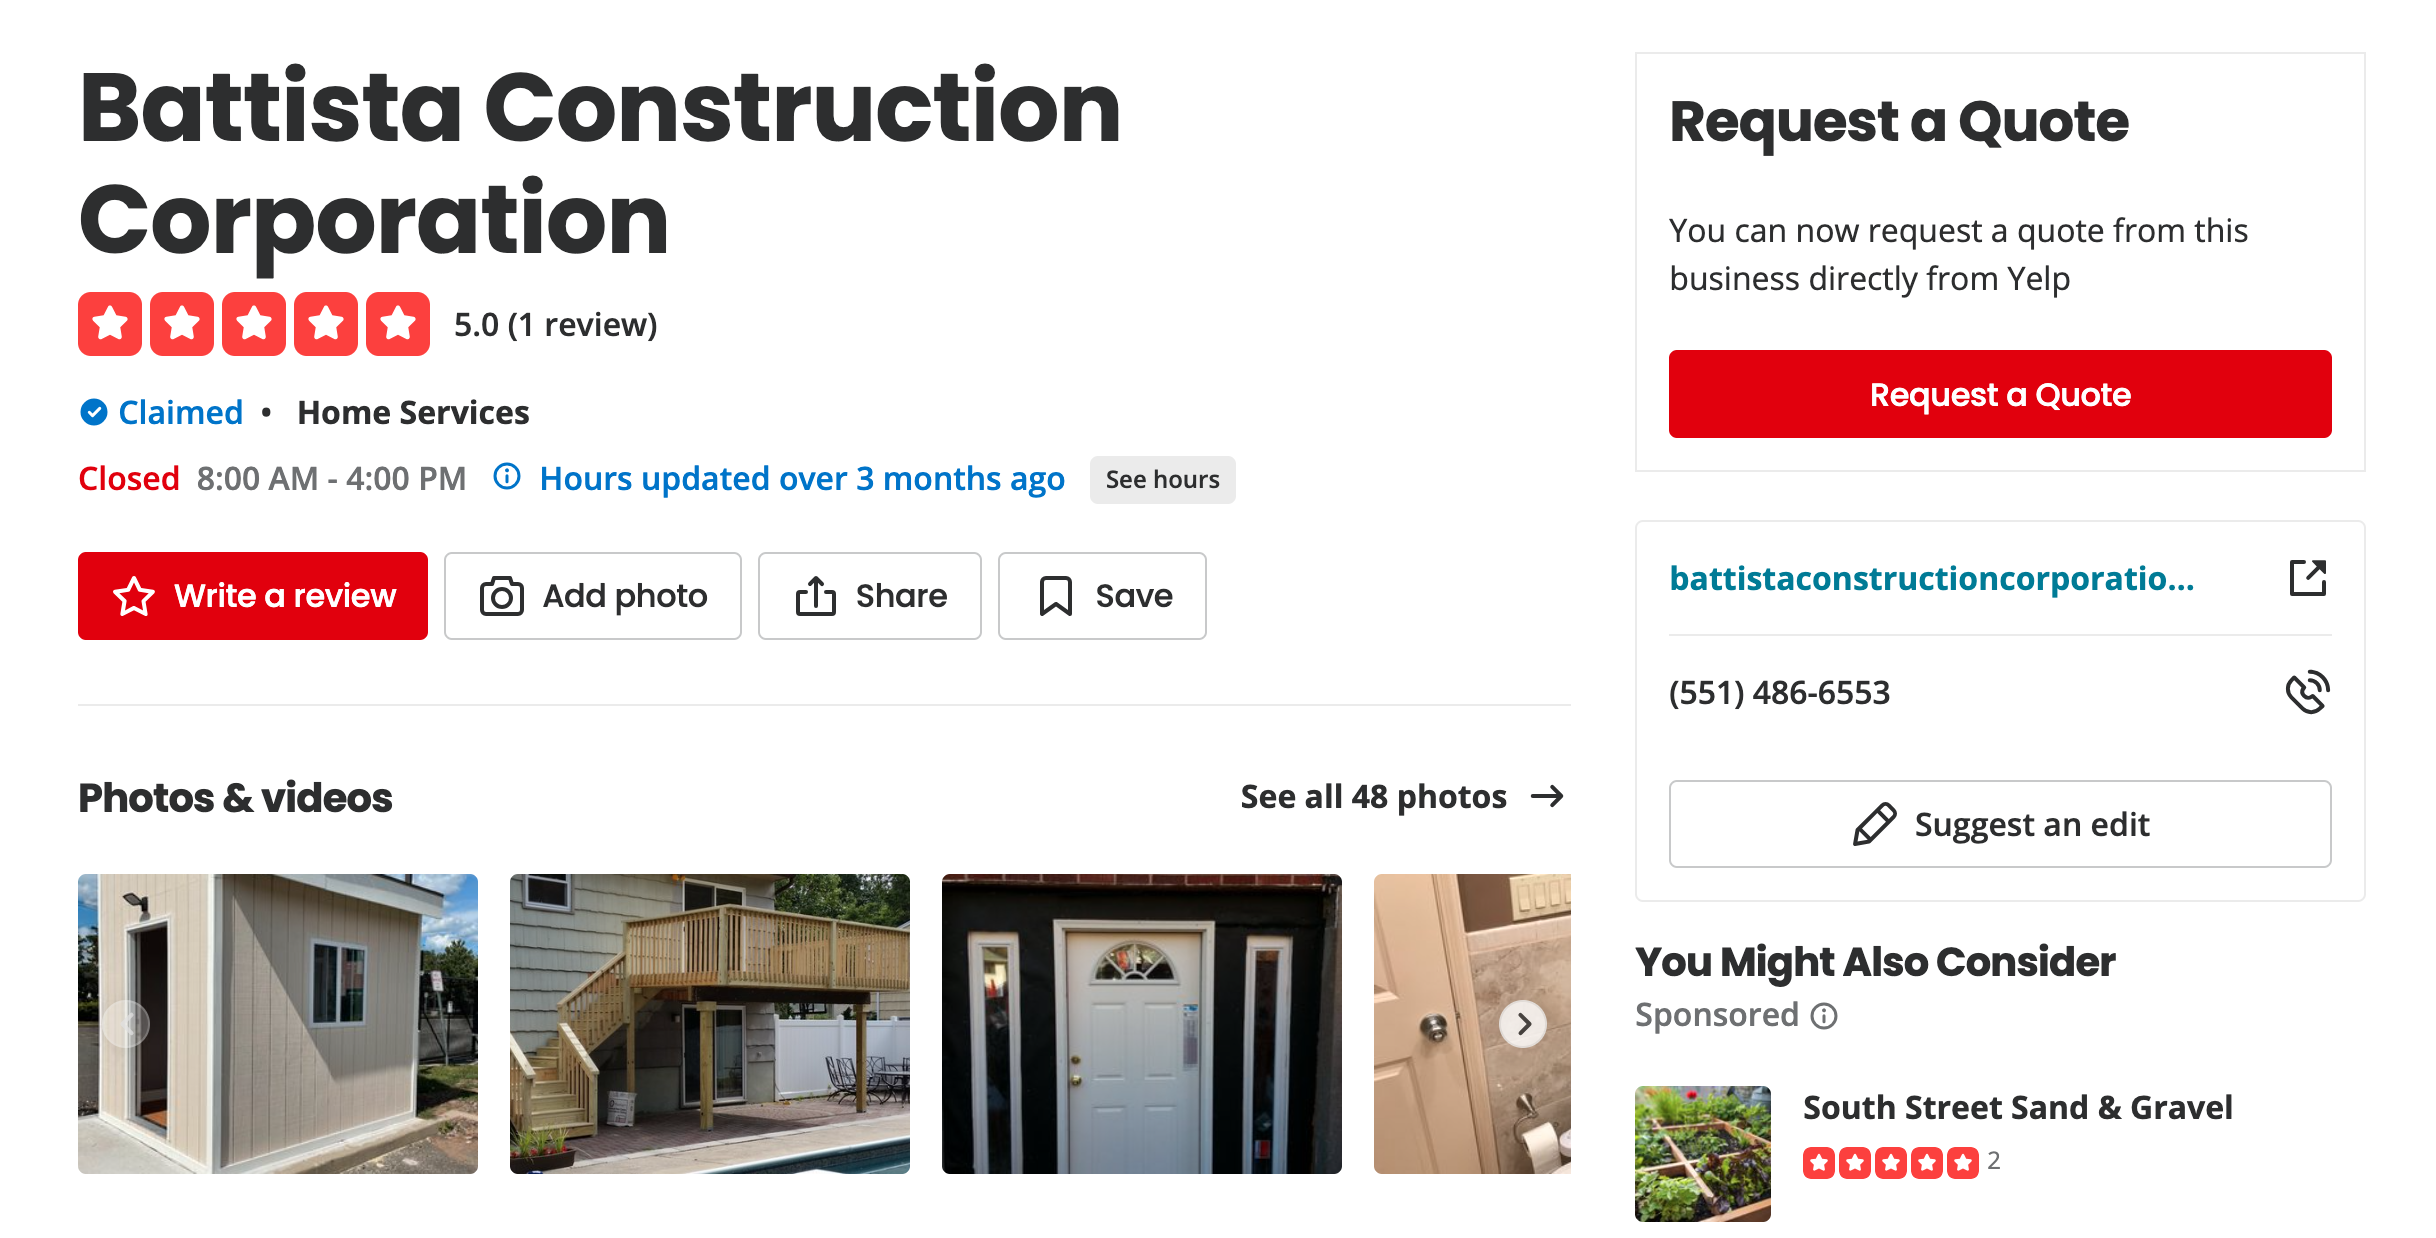 Battista Construction
Corporation
5.0 (1 review)
Claimed • Home Services
Closed 8:00 AM - 4:00 PM Hours updated over 3 months ago See hours
Write a review
Add photo
Share
Save
Photos & videos
See all 48 photos
Request a Quote
You can now request a quote from this
business directly from Yelp
Request a Quote
battistaconstructioncorporatio...
(551) 486-6553
Suggest an edit
You Might Also Consider
Sponsored
South Street Sand & Gravel
2